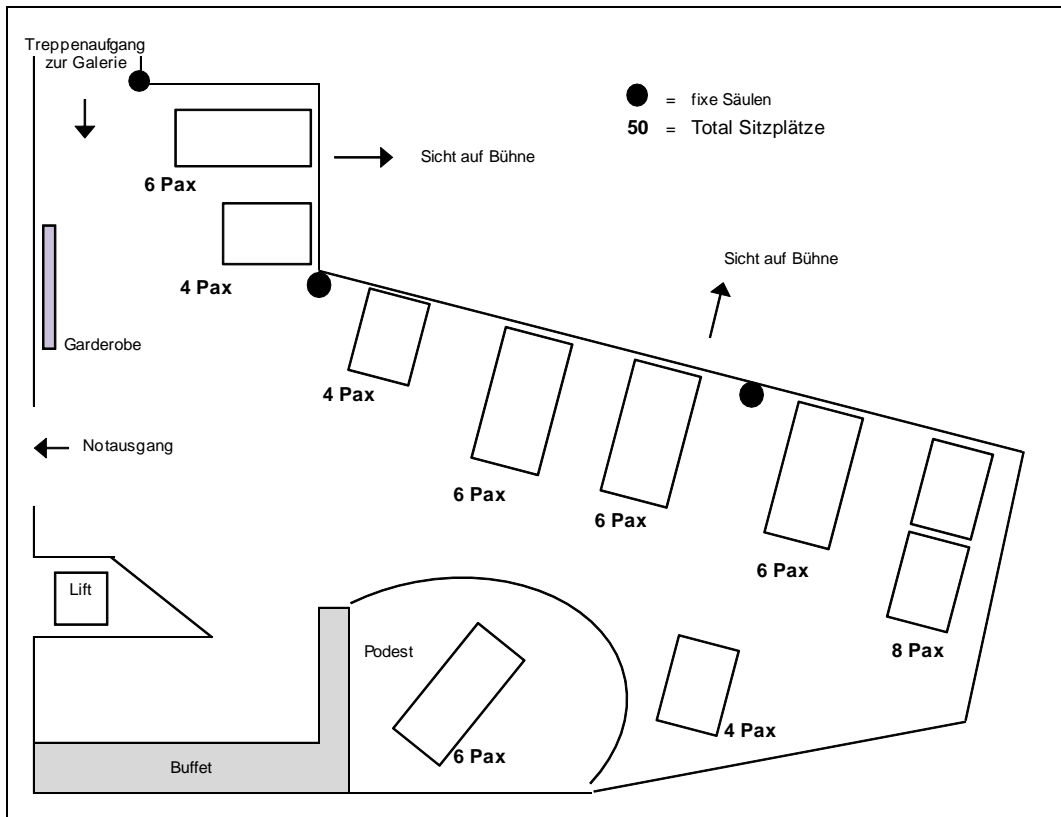 Treppenaufgang
zur Galerie
= fixe Säulen
50 = Total Sitzplätze
Sicht auf Bühne
6 Pax
4 Pax
Sicht auf Bühne
Garderobe
4 Pax
Notausgang
6 Pax
6 Pax
6 Pax
Lift
8 Pax
Podest
4 Pax
6 Pax
Buffet